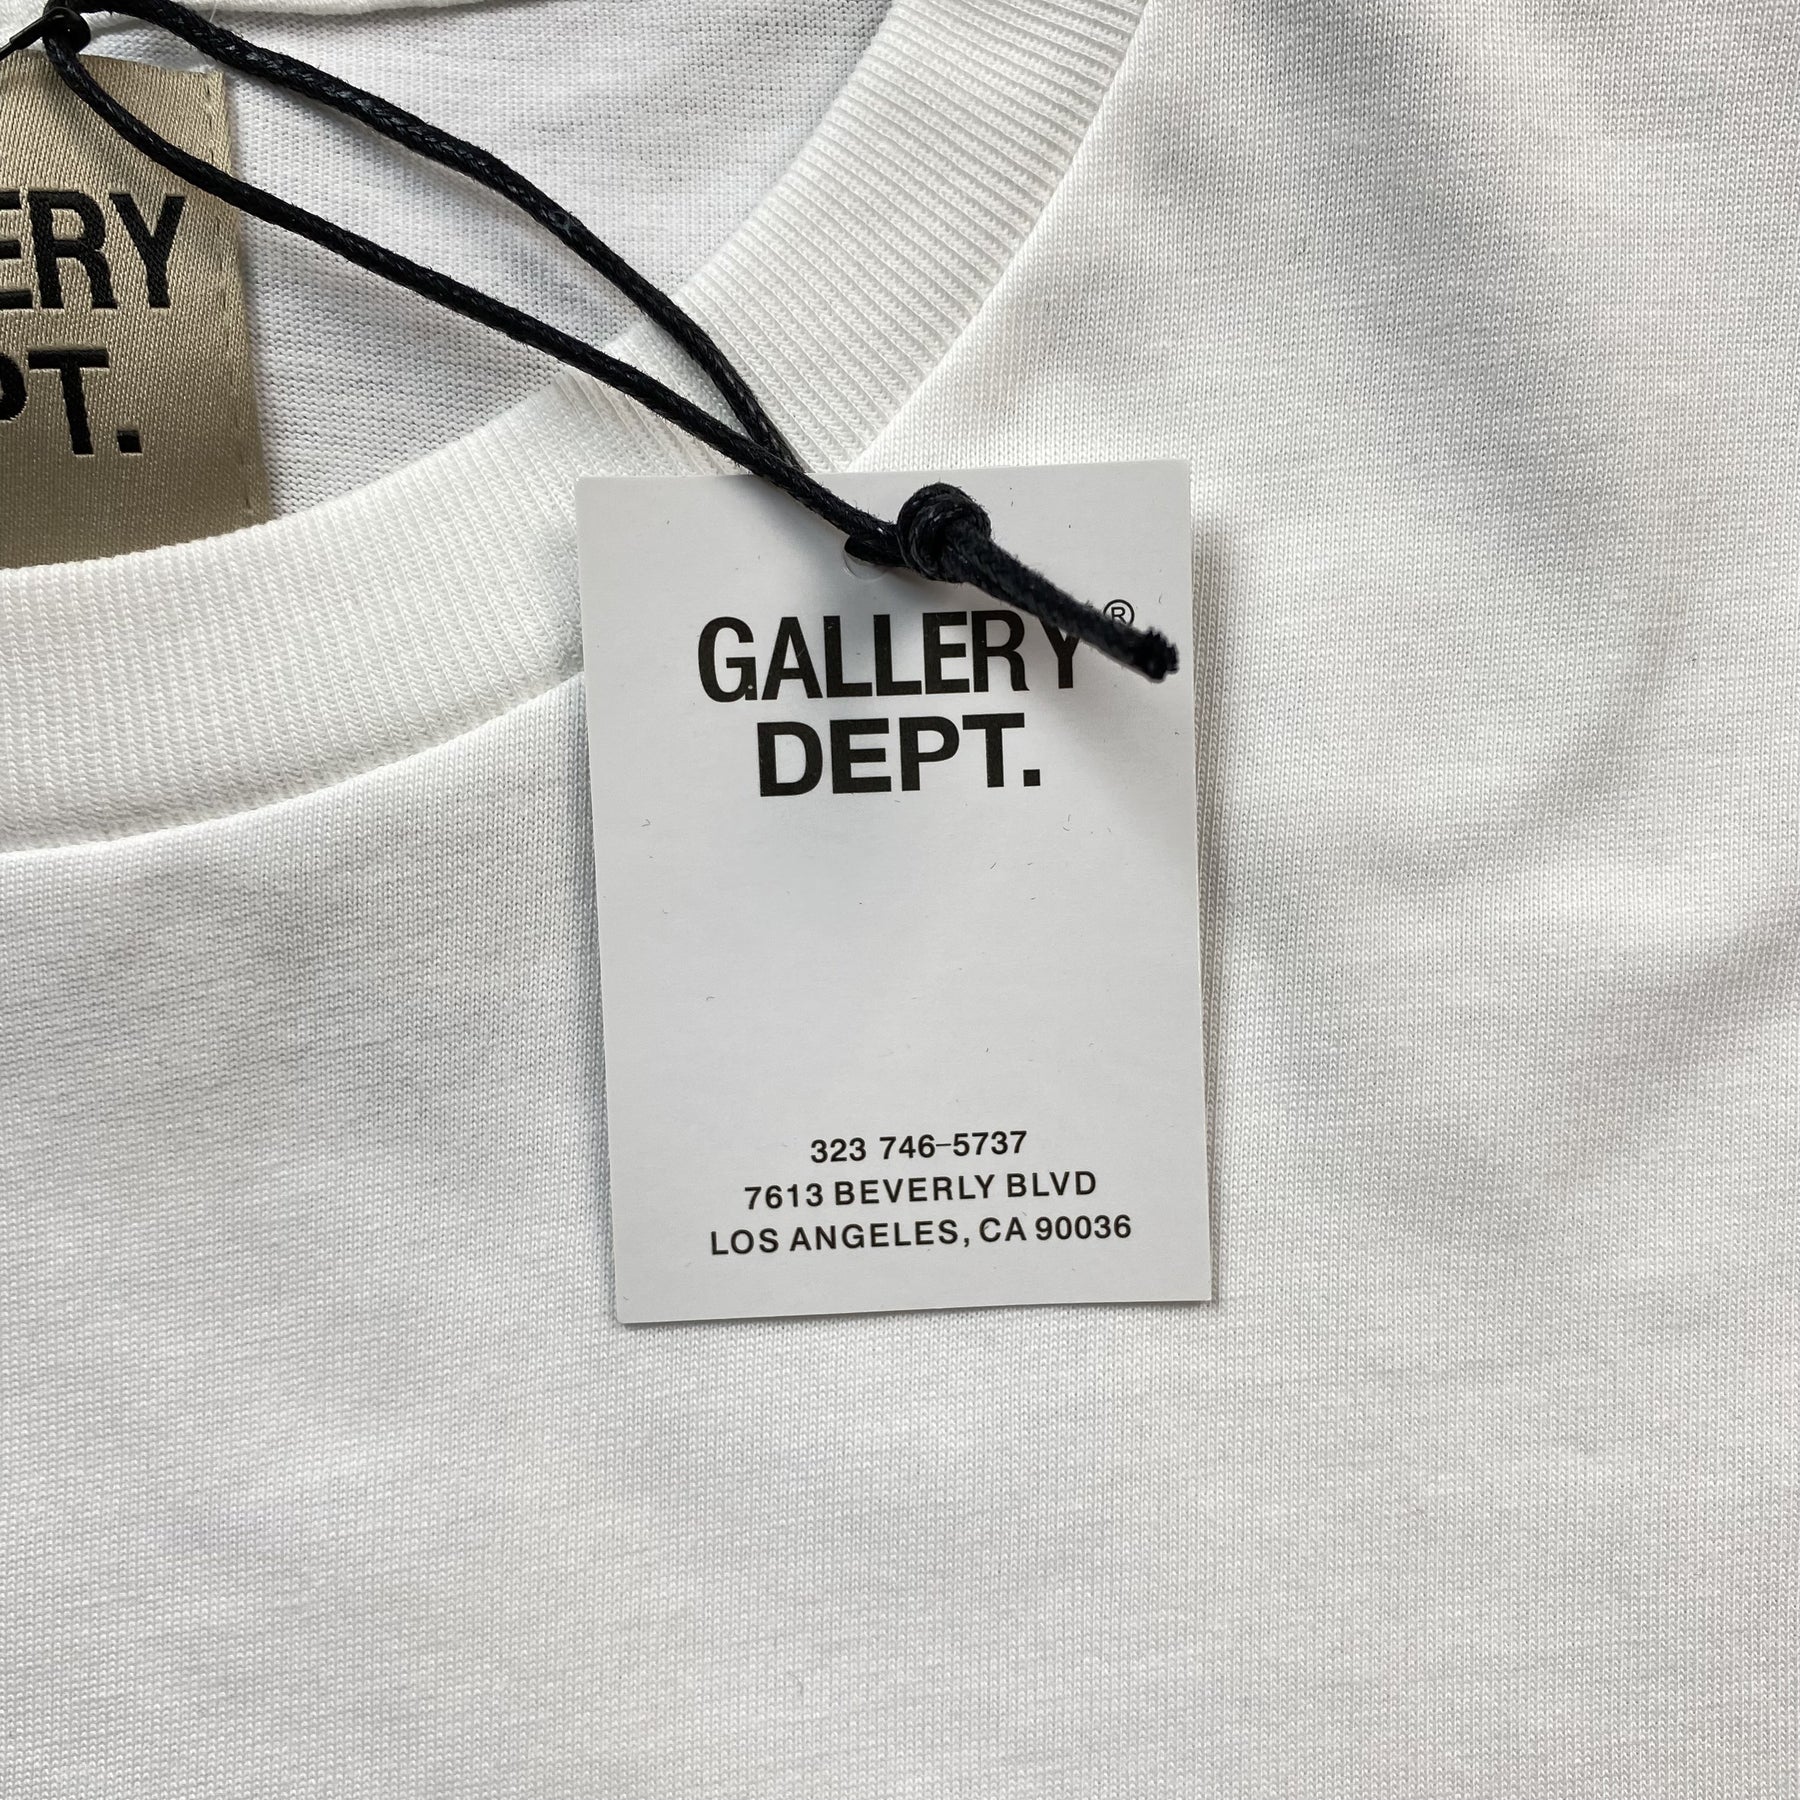 ERY
PT.
GALLERY ®
DEPT.
323 746-5737
7613 BEVERLY BLVD
LOS ANGELES, CA 90036